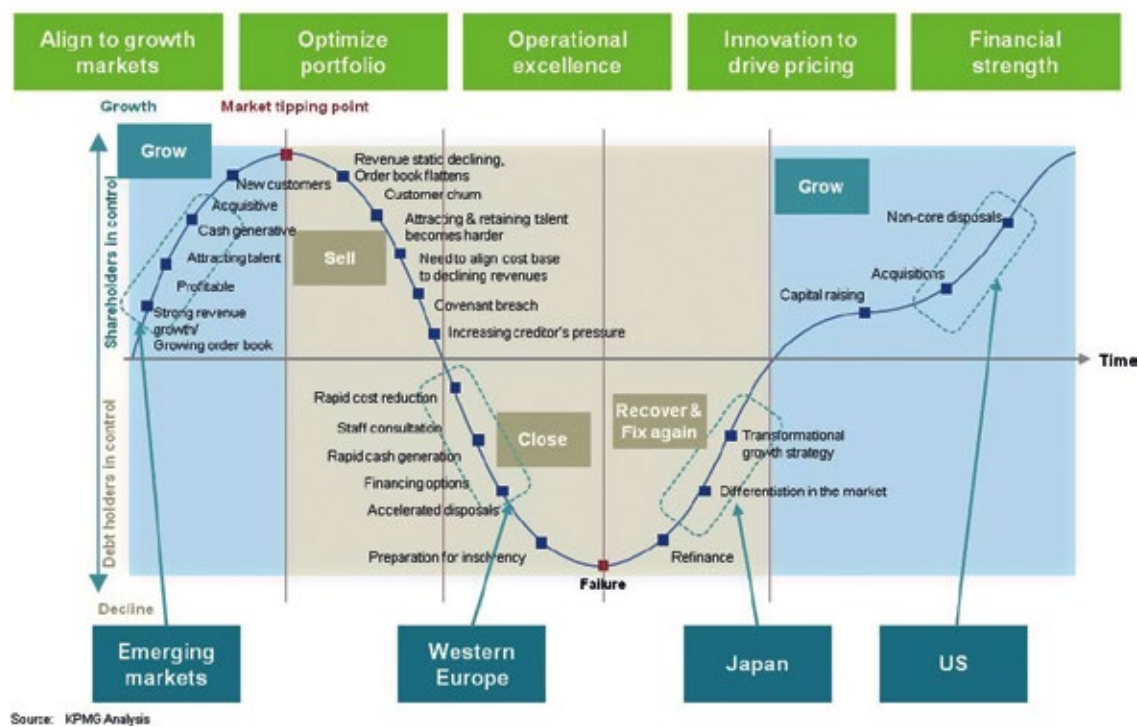 Align to growth
markets
Optimize
portfolio
Operational
excellence
Innovation to
drive pricing
Financial
strength
Growth
Market tipping point
Shareholders in control
Debt holders in control
Grow
New customers
Acquisitive
Cash generative
Attracting talent
Profitable
Strong revenue
growth/
Growing order book
Revenue static declining,
Order book flattens
Customer churn
Attracting & retaining talent
becomes harder
Sell
Need to align cost base
to declining revenues
Covenant breach
Increasing creditor's pressure
Grow
Non-core disposals
Acquisitions
Capital raising
Time
Rapid cost reduction
Staff consultation
Rapid cash generation
Financing options
Accelerated disposals
Preparation for insolvency
Close
Recover &
Fix again
Transformational
growth strategy
Differentiation in the market
Refinance
Failure
Decline
Emerging
markets
Western
Europe
Japan
US
Source: KPMG Analysis